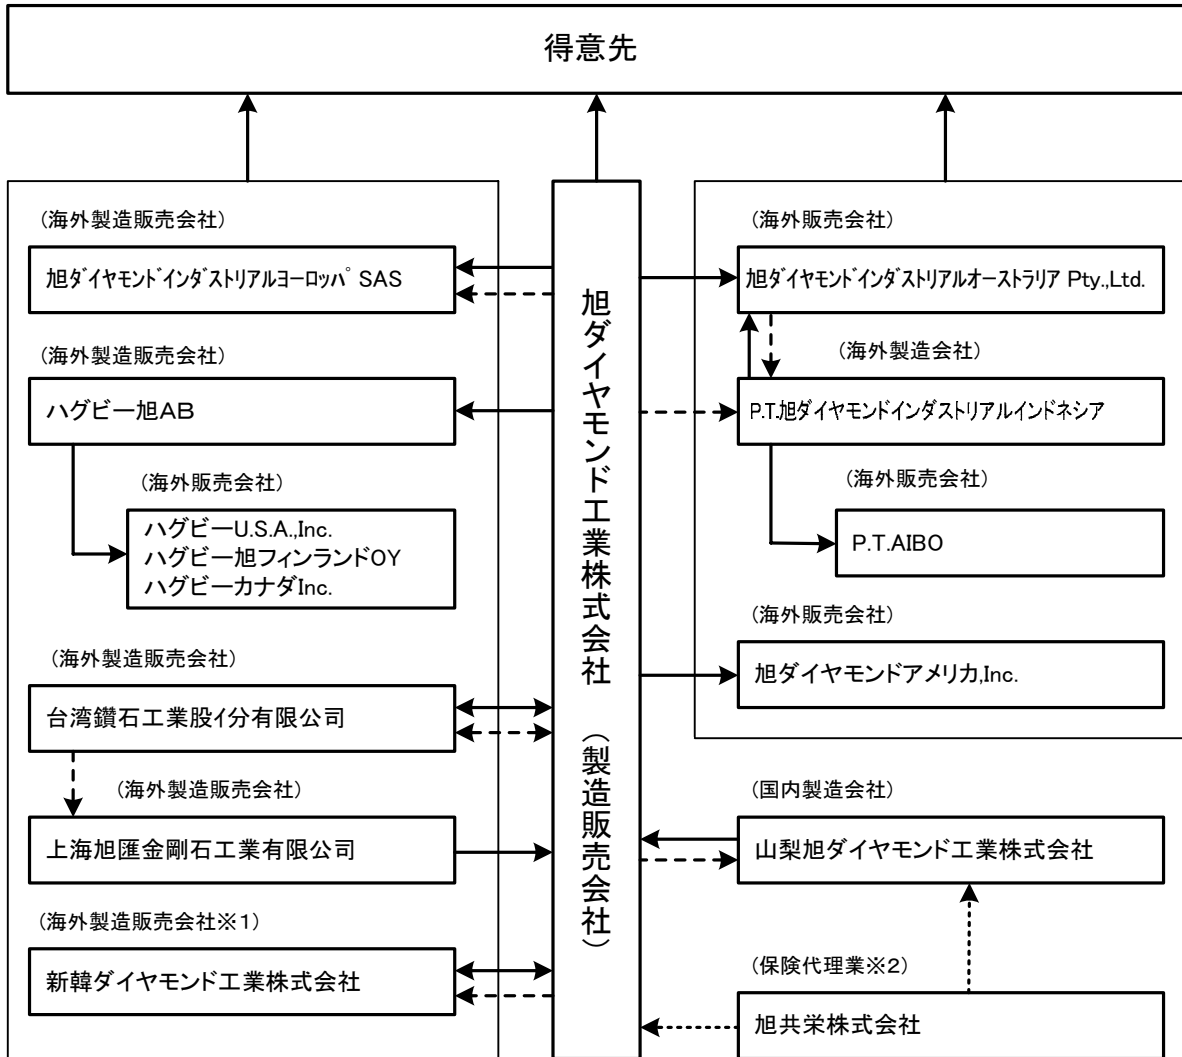 得意先
(海外製造販売会社)
旭ダイヤモンドインダストリアルヨーロッパ SAS
(海外製造販売会社)
ハグビー旭AB
(海外販売会社)
ハグビーU.S.A.,Inc.
ハグビー旭フィンランドOY
ハグビーカナダInc.
(海外製造販売会社)
台湾鑽石工業股イ分有限公司
(海外製造販売会社)
上海旭匯金剛石工業有限公司
(海外製造販売会社※1)
新韓ダイヤモンド工業株式会社
旭ダイヤモンド工業株式会社 (製造販売会社)
(海外販売会社)
旭ダイヤモンドインダストリアルオーストラリア Pty.,Ltd.
(海外製造会社)
P.T.旭ダイヤモンドインダストリアルインドネシア
(海外販売会社)
P.T.AIBO
(海外販売会社)
旭ダイヤモンドアメリカ,Inc.
(国内製造会社)
山梨旭ダイヤモンド工業株式会社
(保険代理業※2)
旭共栄株式会社